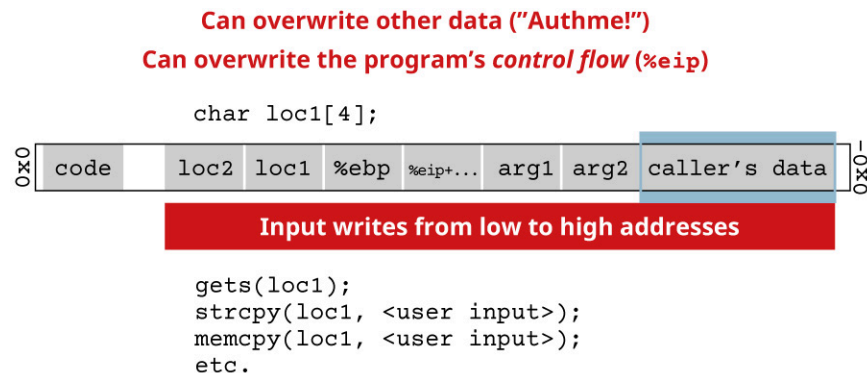 Can overwrite other data (”Authme!”)
Can overwrite the program’s control flow (%eip)
char loc1[4];
0x0 code loc2 loc1 %ebp %eip+... arg1 arg2 caller’s data 0x0-
Input writes from low to high addresses
gets(loc1);
strcpy(loc1, <user input>);
memcpy(loc1, <user input>);
etc.